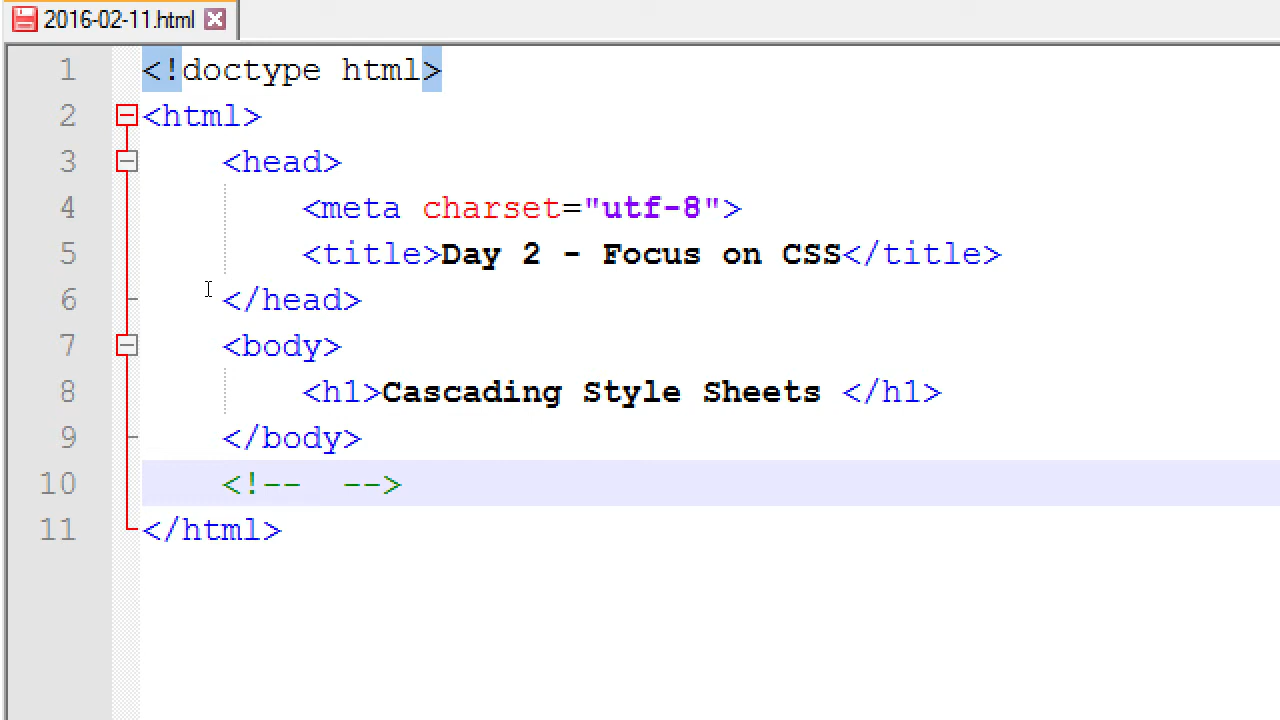 2016-02-11.html
1 <!doctype html>
2 <html>
3 <head>
4 <meta charset="utf-8">
5 <title>Day 2 - Focus on CSS</title>
6 </head>
7 <body>
8 <h1>Cascading Style Sheets </h1>
9 </body>
10 <!--  -->
11 </html>